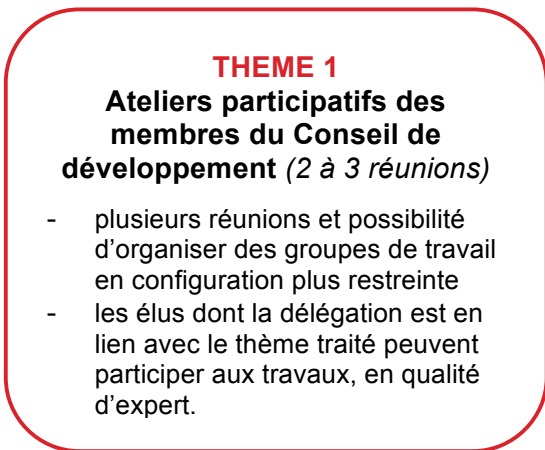 THEME 1
Ateliers participatifs des
membres du Conseil de
développement (2 à 3 réunions)
- plusieurs réunions et possibilité
d’organiser des groupes de travail
en configuration plus restreinte
- les élus dont la délégation est en
lien avec le thème traité peuvent
participer aux travaux, en qualité
d’expert.